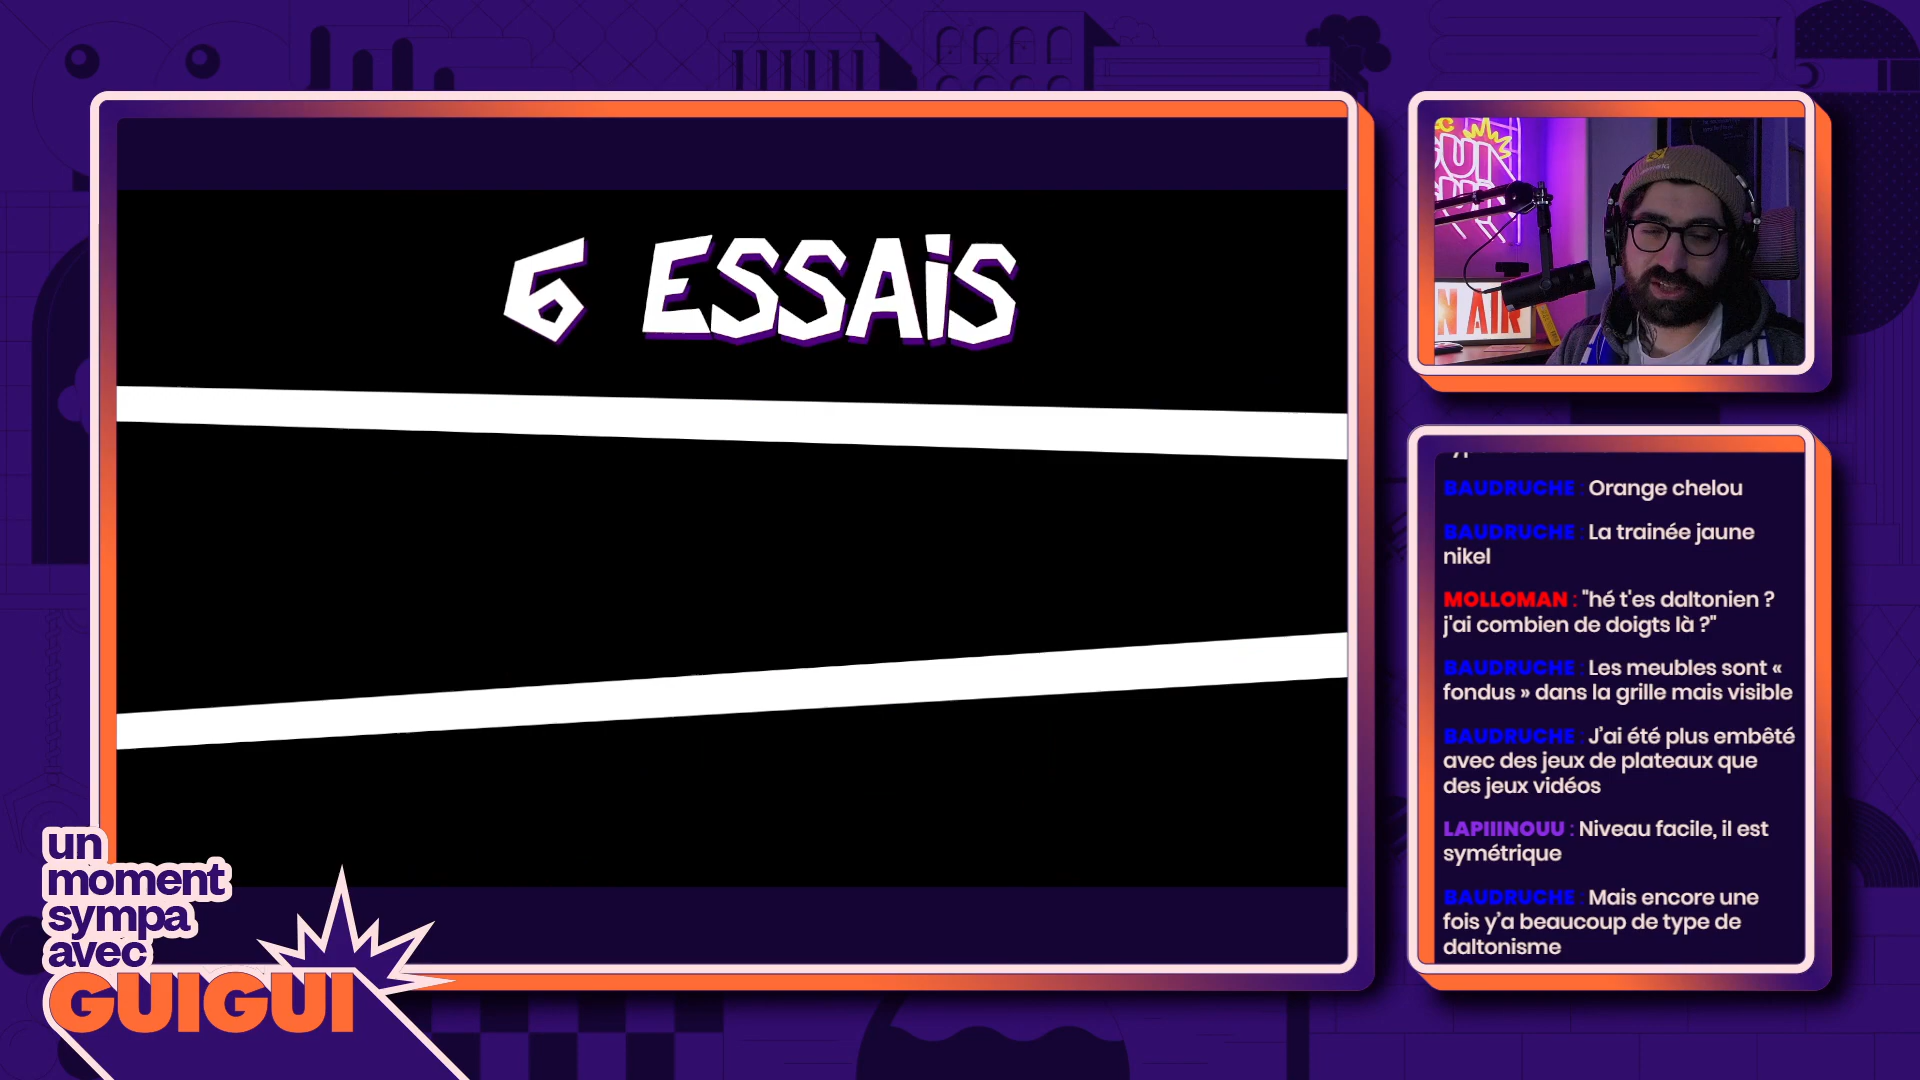 6 ESSAiS
N AIR
BAUDRUCHE : Orange chelou
BAUDRUCHE : La trainée jaune
nikel
MOLLOMAN : "hé t'es daltonien ?
j'ai combien de doigts là ?"
BAUDRUCHE : Les meubles sont «
fondus » dans la grille mais visible
BAUDRUCHE : J'ai été plus embêté
avec des jeux de plateaux que
des jeux vidéos
LAPIIINOUU : Niveau facile, il est
symétrique
BAUDRUCHE : Mais encore une
fois y'a beaucoup de type de
daltonisme
un
moment
sympa
avec
GUIGUI